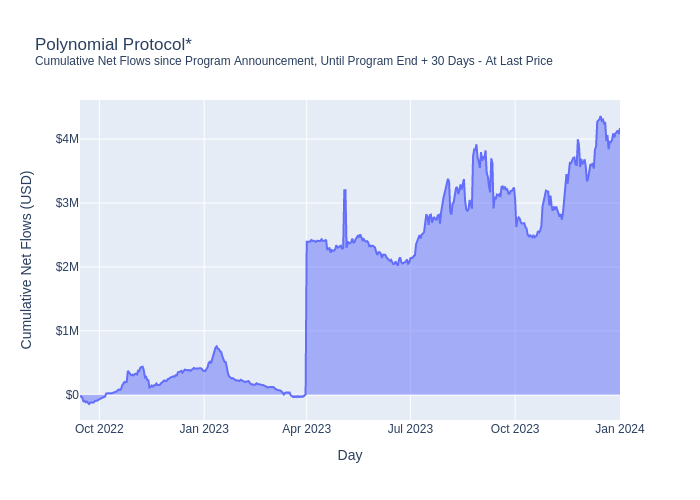 Polynomial Protocol*
Cumulative Net Flows since Program Announcement, Until Program End + 30 Days - At Last Price
Cumulative Net Flows (USD)
$4M
$3M
$2M
$1M
$0
Oct 2022 Jan 2023 Apr 2023 Jul 2023 Oct 2023 Jan 2024
Day